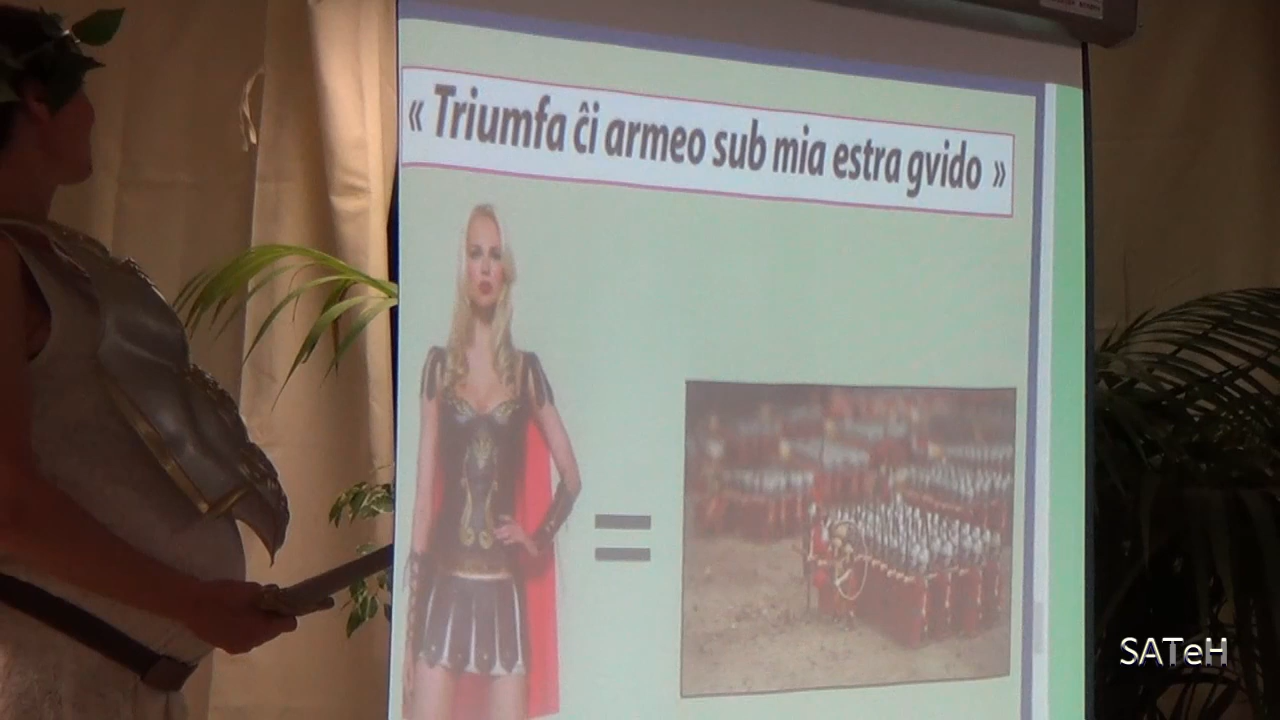 « Triumfa ĉi armeo sub mia estra gvido »
=
SATeH